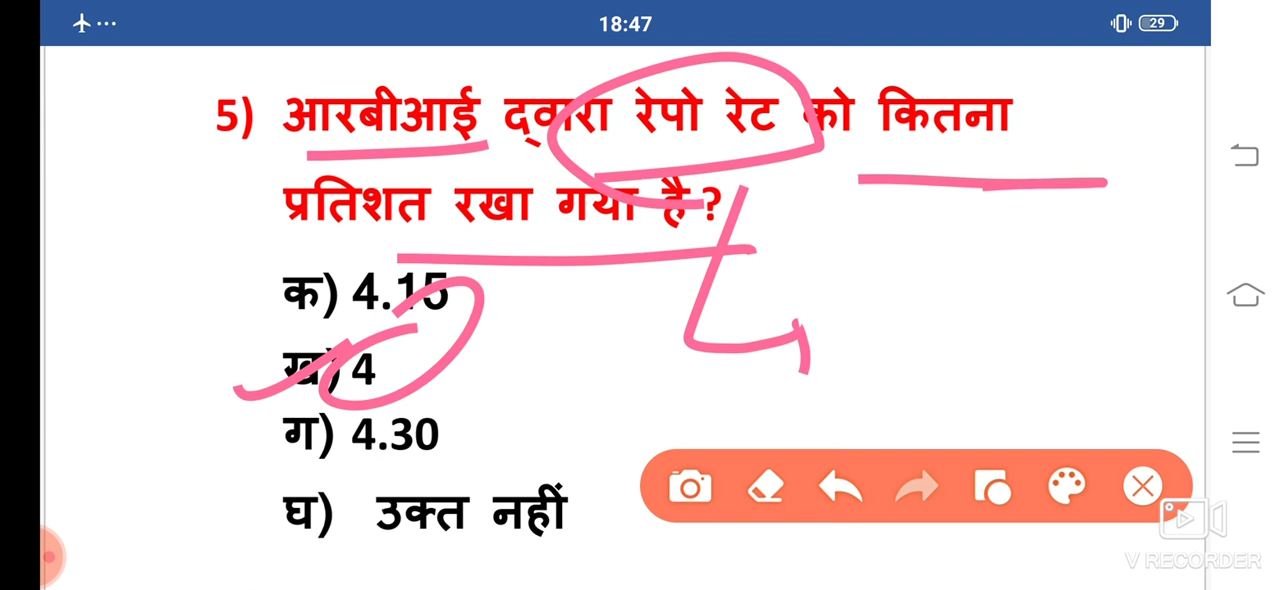 18:47
29
5) आरबीआई द्वारा रेपो रेट को कितना
प्रतिशत रखा गया है ?
क) 4.15
ख) 4
ग) 4.30
घ) उक्त नहीं
4
V RECORDER